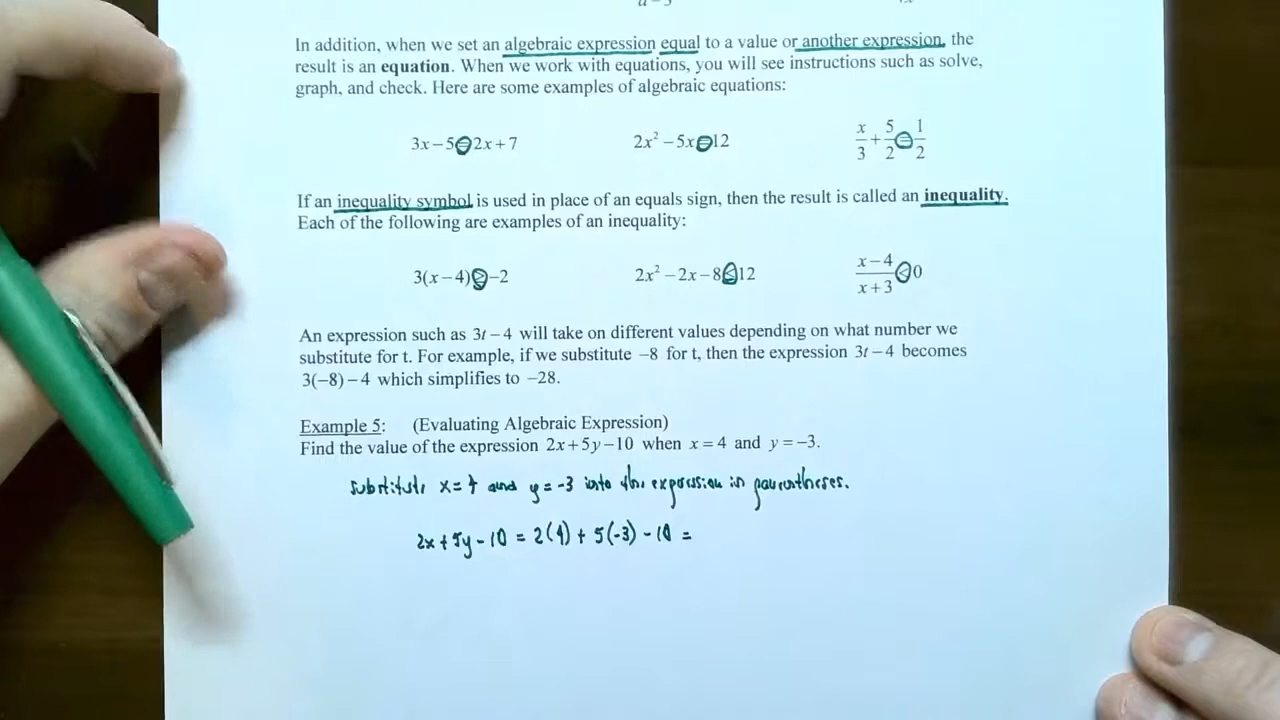 In addition, when we set an algebraic expression equal to a value or another expression, the
result is an equation. When we work with equations, you will see instructions such as solve,
graph, and check. Here are some examples of algebraic equations:
3x − 5 = 2x + 7 2x² − 5x = 12 x/3 + 5/2 = 1/2
If an inequality symbol is used in place of an equals sign, then the result is called an inequality.
Each of the following are examples of an inequality:
3(x − 4) ≥ −2 2x² − 2x − 8 ≤ 12 (x − 4)/(x + 3) < 0
An expression such as 3t − 4 will take on different values depending on what number we
substitute for t. For example, if we substitute −8 for t, then the expression 3t − 4 becomes
3(−8) − 4 which simplifies to −28.
Example 5: (Evaluating Algebraic Expression)
Find the value of the expression 2x + 5y − 10 when x = 4 and y = −3.
Substitute x = 4 and y = -3 into the expression in parentheses.
2x + 5y - 10 = 2(4) + 5(-3) - 10 =